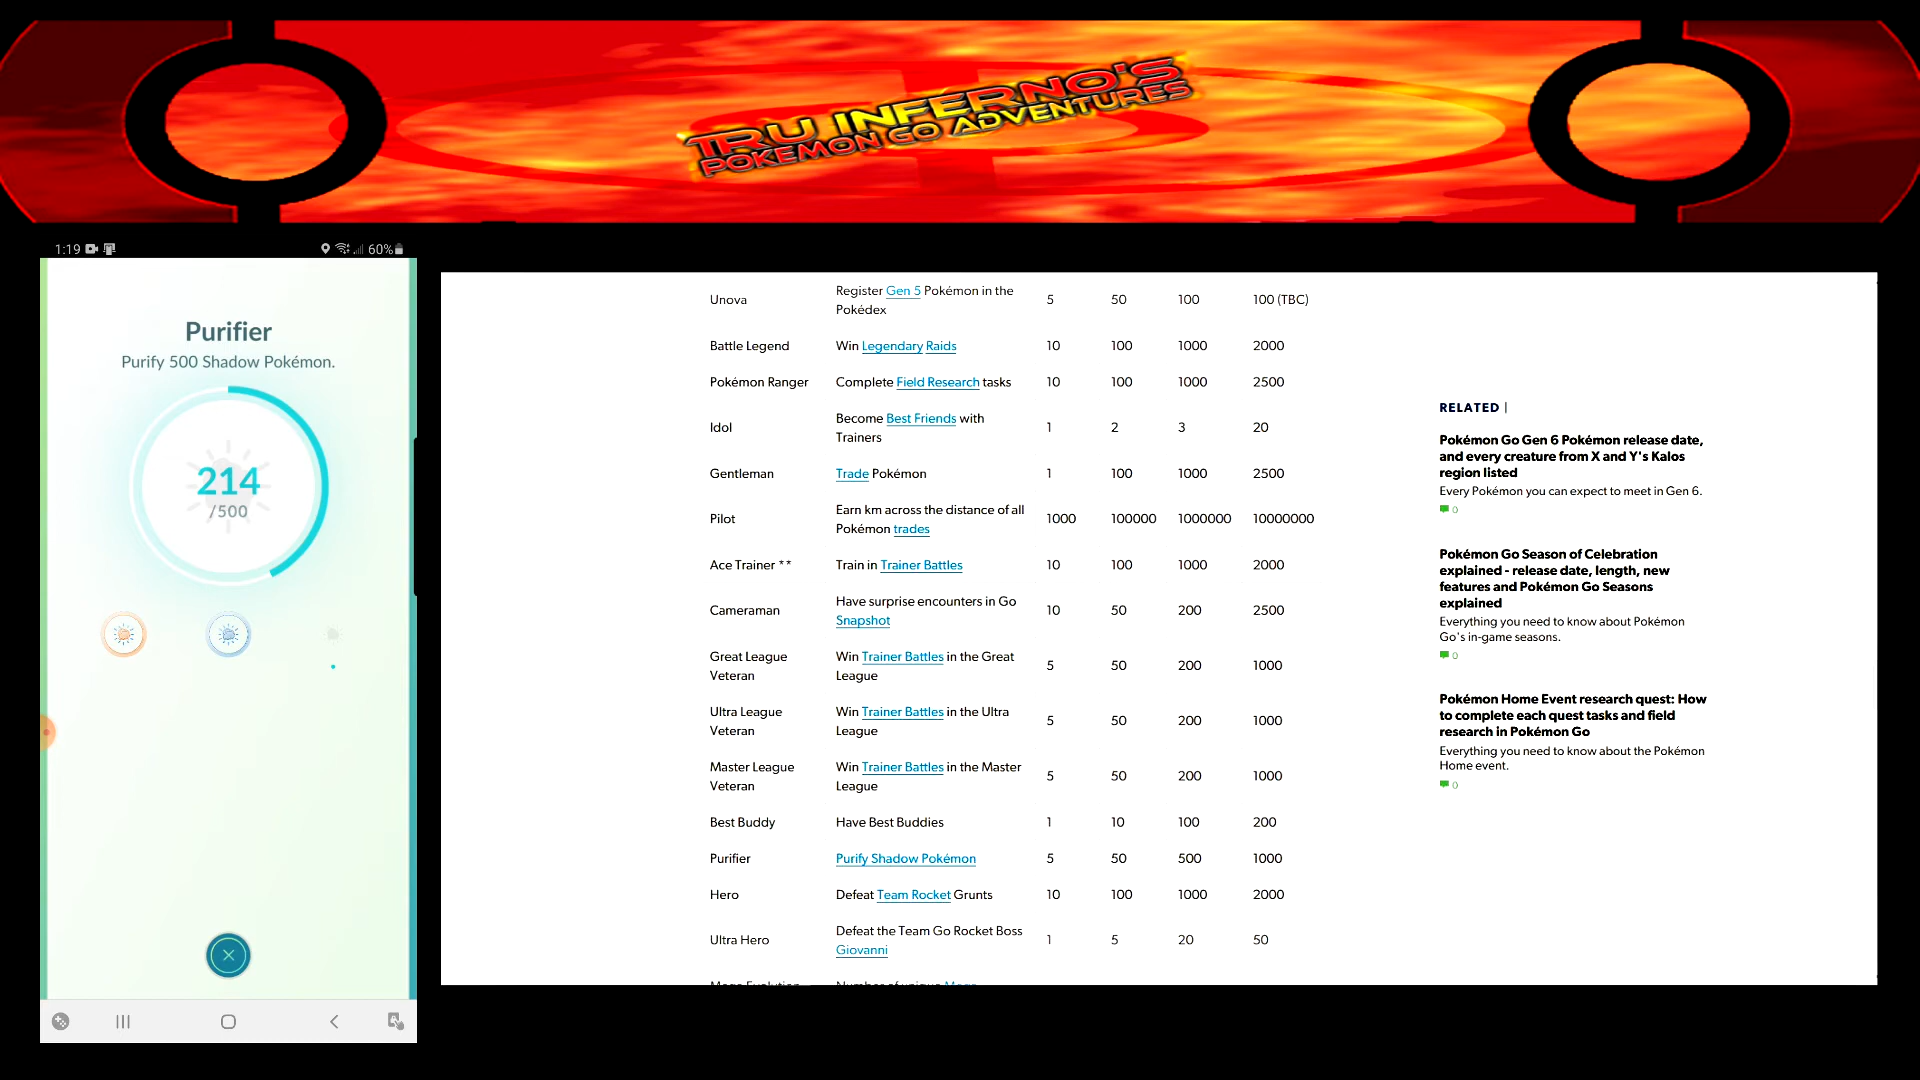 TRU INFERNO'S
POKEMON GO ADVENTURES
1:19
60%
Purifier
Purify 500 Shadow Pokémon.
214
/500
Unova Register Gen 5 Pokémon in the Pokédex 5 50 100 100 (TBC)
Battle Legend Win Legendary Raids 10 100 1000 2000
Pokémon Ranger Complete Field Research tasks 10 100 1000 2500
Idol Become Best Friends with Trainers 1 2 3 20
Gentleman Trade Pokémon 1 100 1000 2500
Pilot Earn km across the distance of all Pokémon trades 1000 100000 1000000 10000000
Ace Trainer ** Train in Trainer Battles 10 100 1000 2000
Cameraman Have surprise encounters in Go Snapshot 10 50 200 2500
Great League Veteran Win Trainer Battles in the Great League 5 50 200 1000
Ultra League Veteran Win Trainer Battles in the Ultra League 5 50 200 1000
Master League Veteran Win Trainer Battles in the Master League 5 50 200 1000
Best Buddy Have Best Buddies 1 10 100 200
Purifier Purify Shadow Pokémon 5 50 500 1000
Hero Defeat Team Rocket Grunts 10 100 1000 2000
Ultra Hero Defeat the Team Go Rocket Boss Giovanni 1 5 20 50
RELATED |
Pokémon Go Gen 6 Pokémon release date,
and every creature from X and Y's Kalos
region listed
Every Pokémon you can expect to meet in Gen 6.
0
Pokémon Go Season of Celebration
explained - release date, length, new
features and Pokémon Go Seasons
explained
Everything you need to know about Pokémon
Go's in-game seasons.
0
Pokémon Home Event research quest: How
to complete each quest tasks and field
research in Pokémon Go
Everything you need to know about the Pokémon
Home event.
0